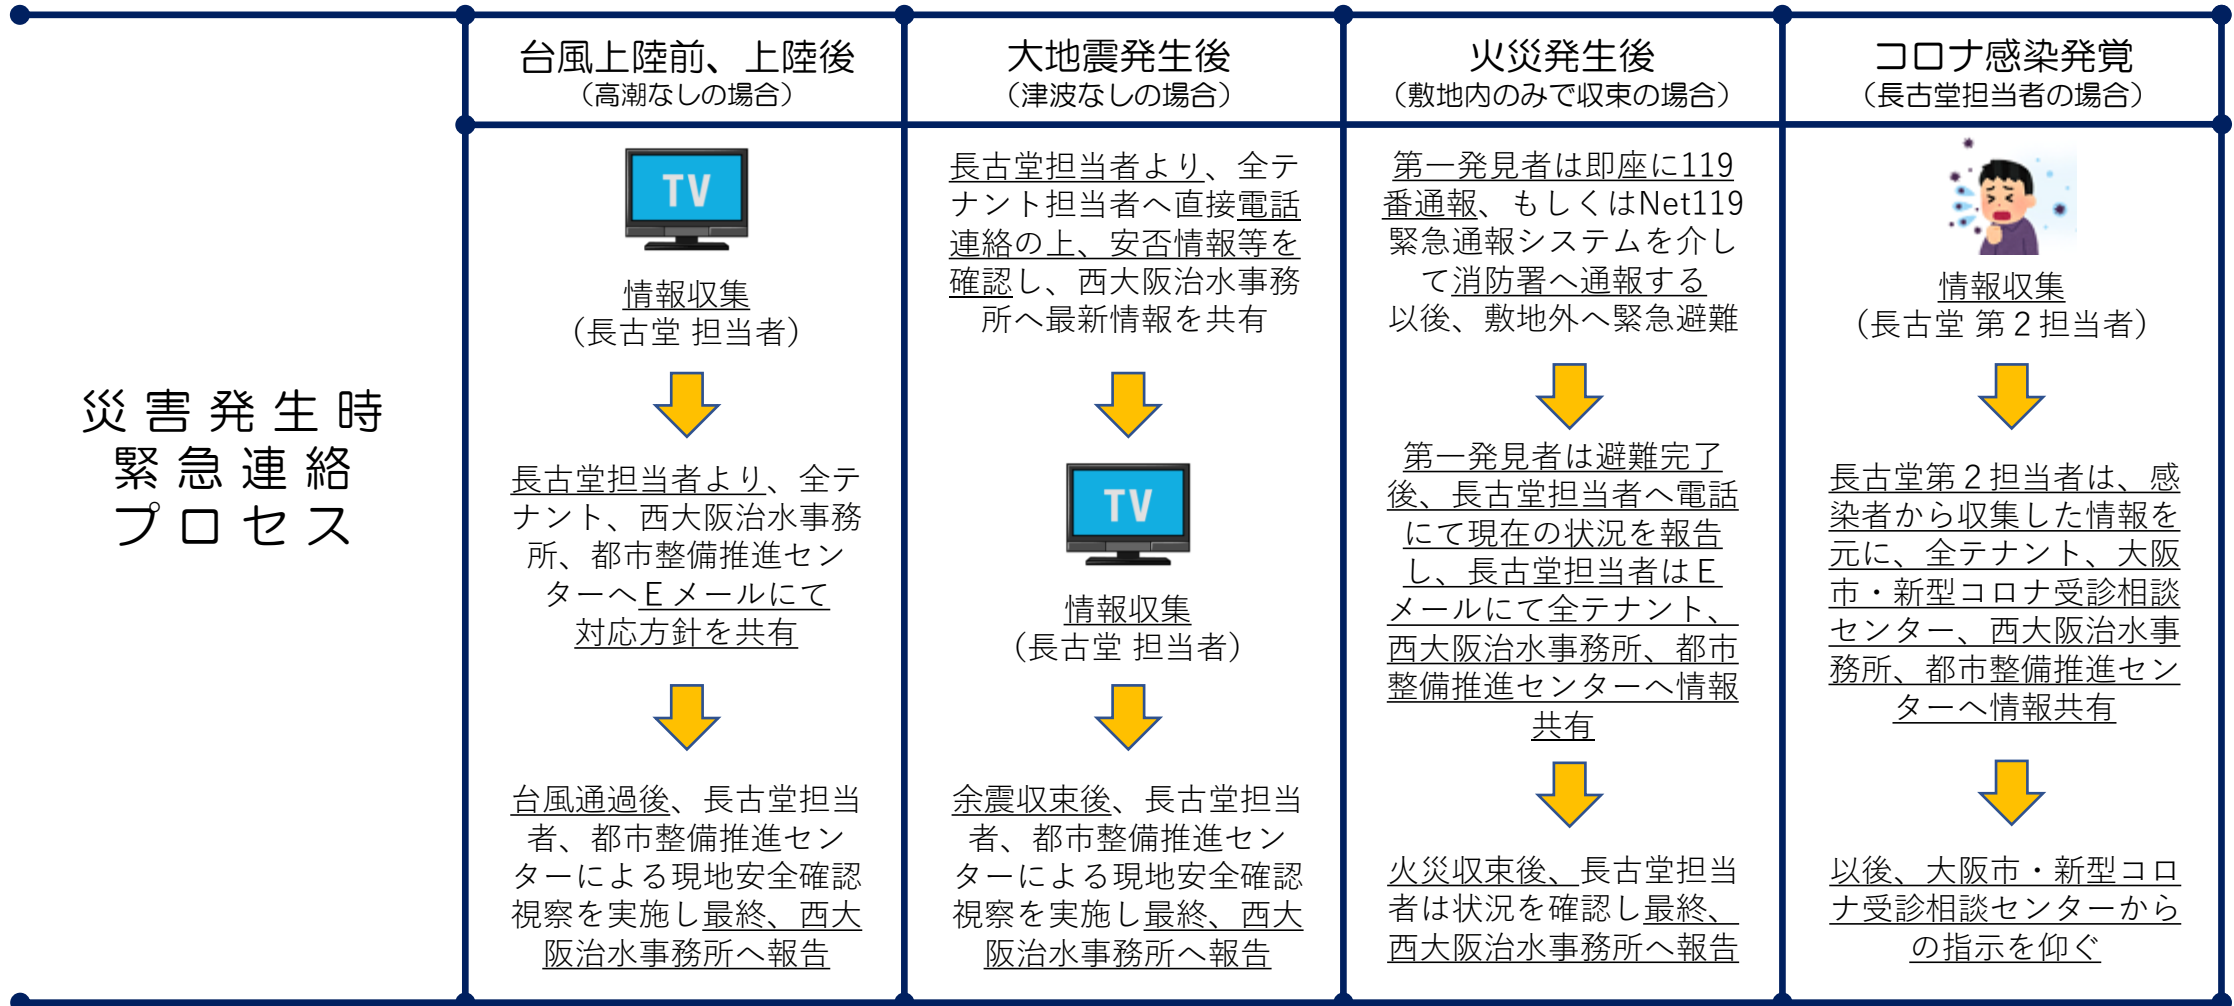 災害発生時
緊急連絡
プロセス
台風上陸前、上陸後
（高潮なしの場合）
TV
情報収集
（長古堂 担当者）
長古堂担当者より、全テ
ナント、西大阪治水事務
所、都市整備推進セン
ターへＥメールにて
対応方針を共有
台風通過後、長古堂担当
者、都市整備推進セン
ターによる現地安全確認
視察を実施し最終、西大
阪治水事務所へ報告
大地震発生後
（津波なしの場合）
長古堂担当者より、全テ
ナント担当者へ直接電話
連絡の上、安否情報等を
確認し、西大阪治水事務
所へ最新情報を共有
TV
情報収集
（長古堂 担当者）
余震収束後、長古堂担当
者、都市整備推進セン
ターによる現地安全確認
視察を実施し最終、西大
阪治水事務所へ報告
火災発生後
（敷地内のみで収束の場合）
第一発見者は即座に119
番通報、もしくはNet119
緊急通報システムを介し
て消防署へ通報する
以後、敷地外へ緊急避難
第一発見者は避難完了
後、長古堂担当者へ電話
にて現在の状況を報告
し、長古堂担当者はＥ
メールにて全テナント、
西大阪治水事務所、都市
整備推進センターへ情報
共有
火災収束後、長古堂担当
者は状況を確認し最終、
西大阪治水事務所へ報告
コロナ感染発覚
（長古堂担当者の場合）
情報収集
（長古堂 第２担当者）
長古堂第２担当者は、感
染者から収集した情報を
元に、全テナント、大阪
市・新型コロナ受診相談
センター、西大阪治水事
務所、都市整備推進セン
ターへ情報共有
以後、大阪市・新型コロ
ナ受診相談センターから
の指示を仰ぐ